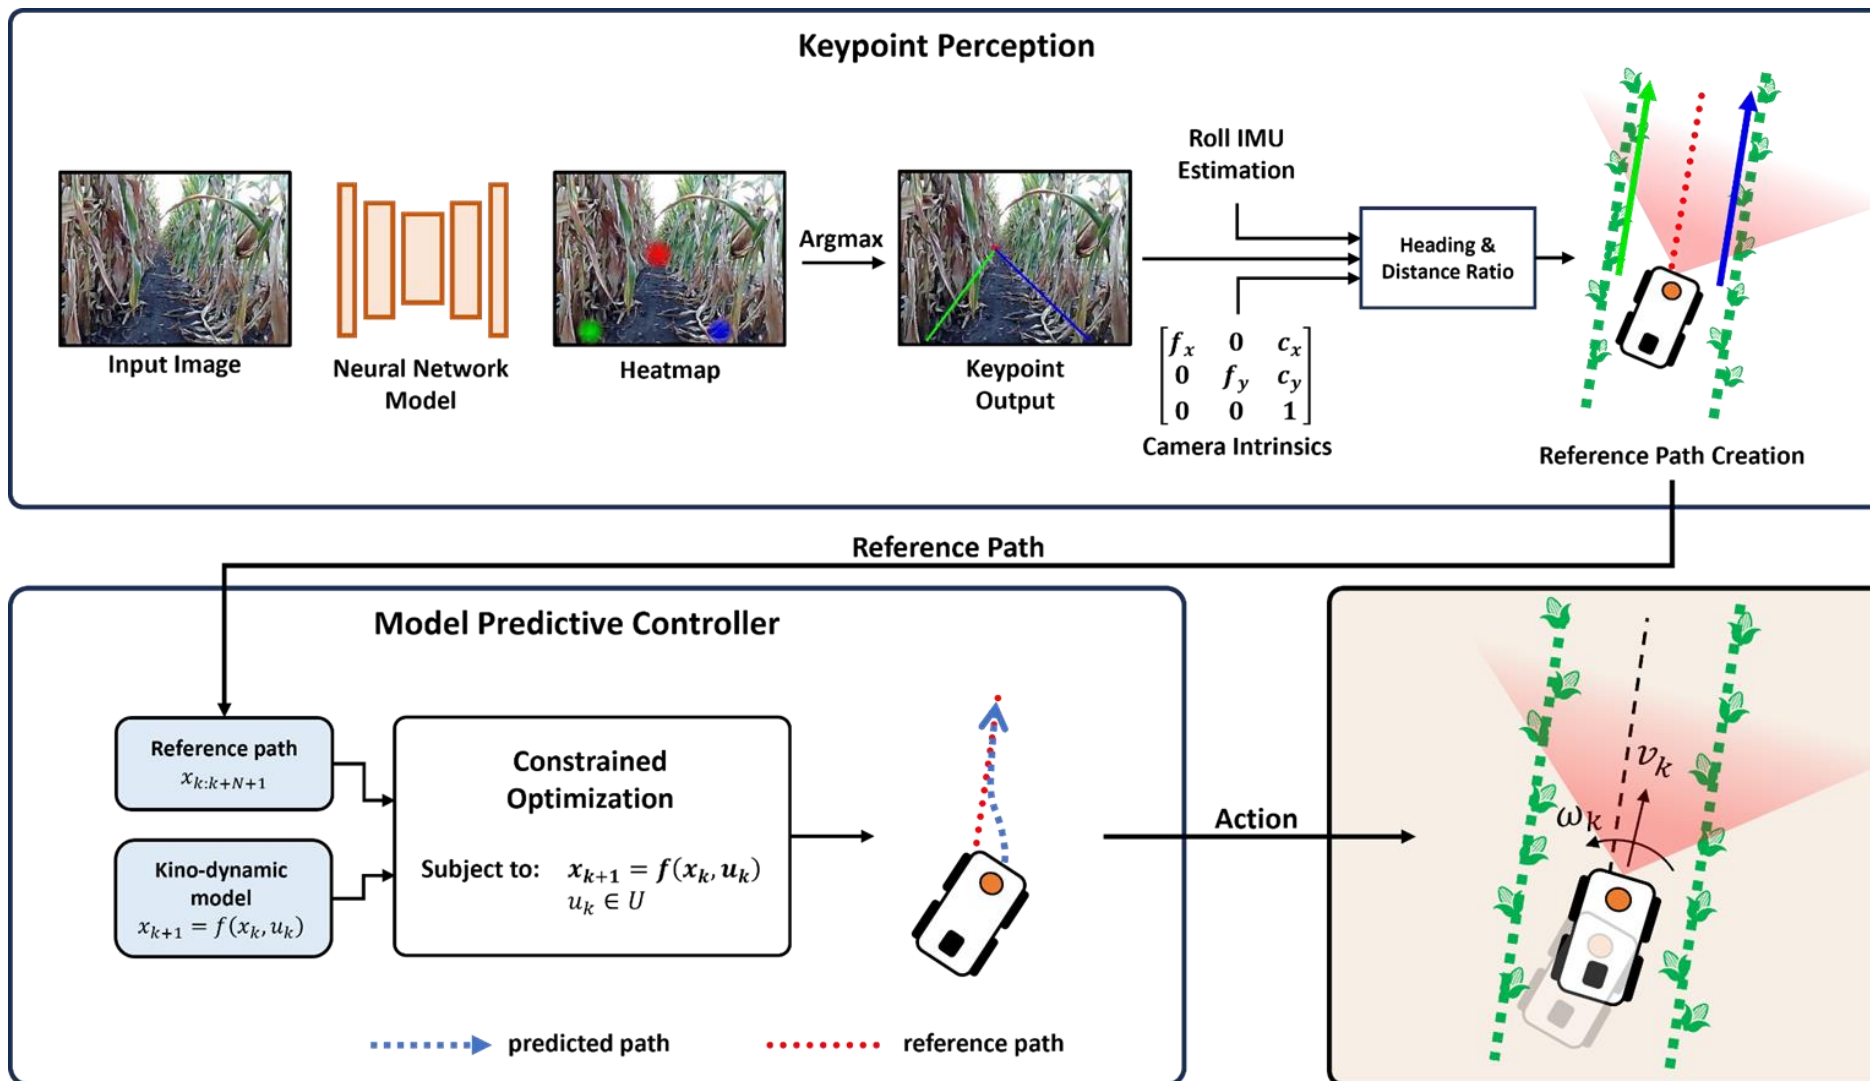 Keypoint Perception
Roll IMU
Estimation
Argmax
Heading &
Distance Ratio
Input Image
Neural Network
Model
Heatmap
Keypoint
Output
f_x 0 c_x
0 f_y c_y
0 0 1
Camera Intrinsics
Reference Path Creation
Reference Path
Model Predictive Controller
Reference path
x_{k:k+N+1}
Kino-dynamic
model
x_{k+1} = f(x_k, u_k)
Constrained
Optimization
Subject to: x_{k+1} = f(x_k, u_k)
u_k ∈ U
Action
v_k
ω_k
predicted path
reference path